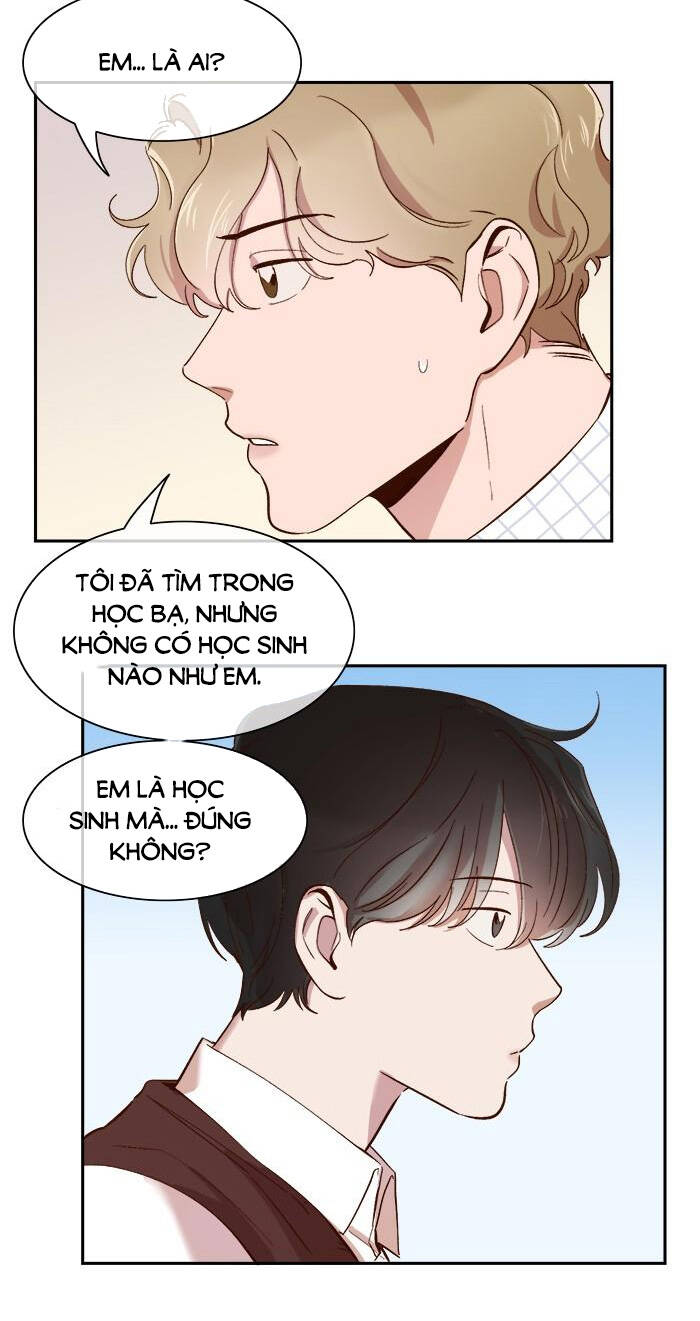 EM... LÀ AI?
TÔI ĐÃ TÌM TRONG
HỌC BẠ, NHƯNG
KHÔNG CÓ HỌC SINH
NÀO NHƯ EM.
EM LÀ HỌC
SINH MÀ... ĐÚNG
KHÔNG?